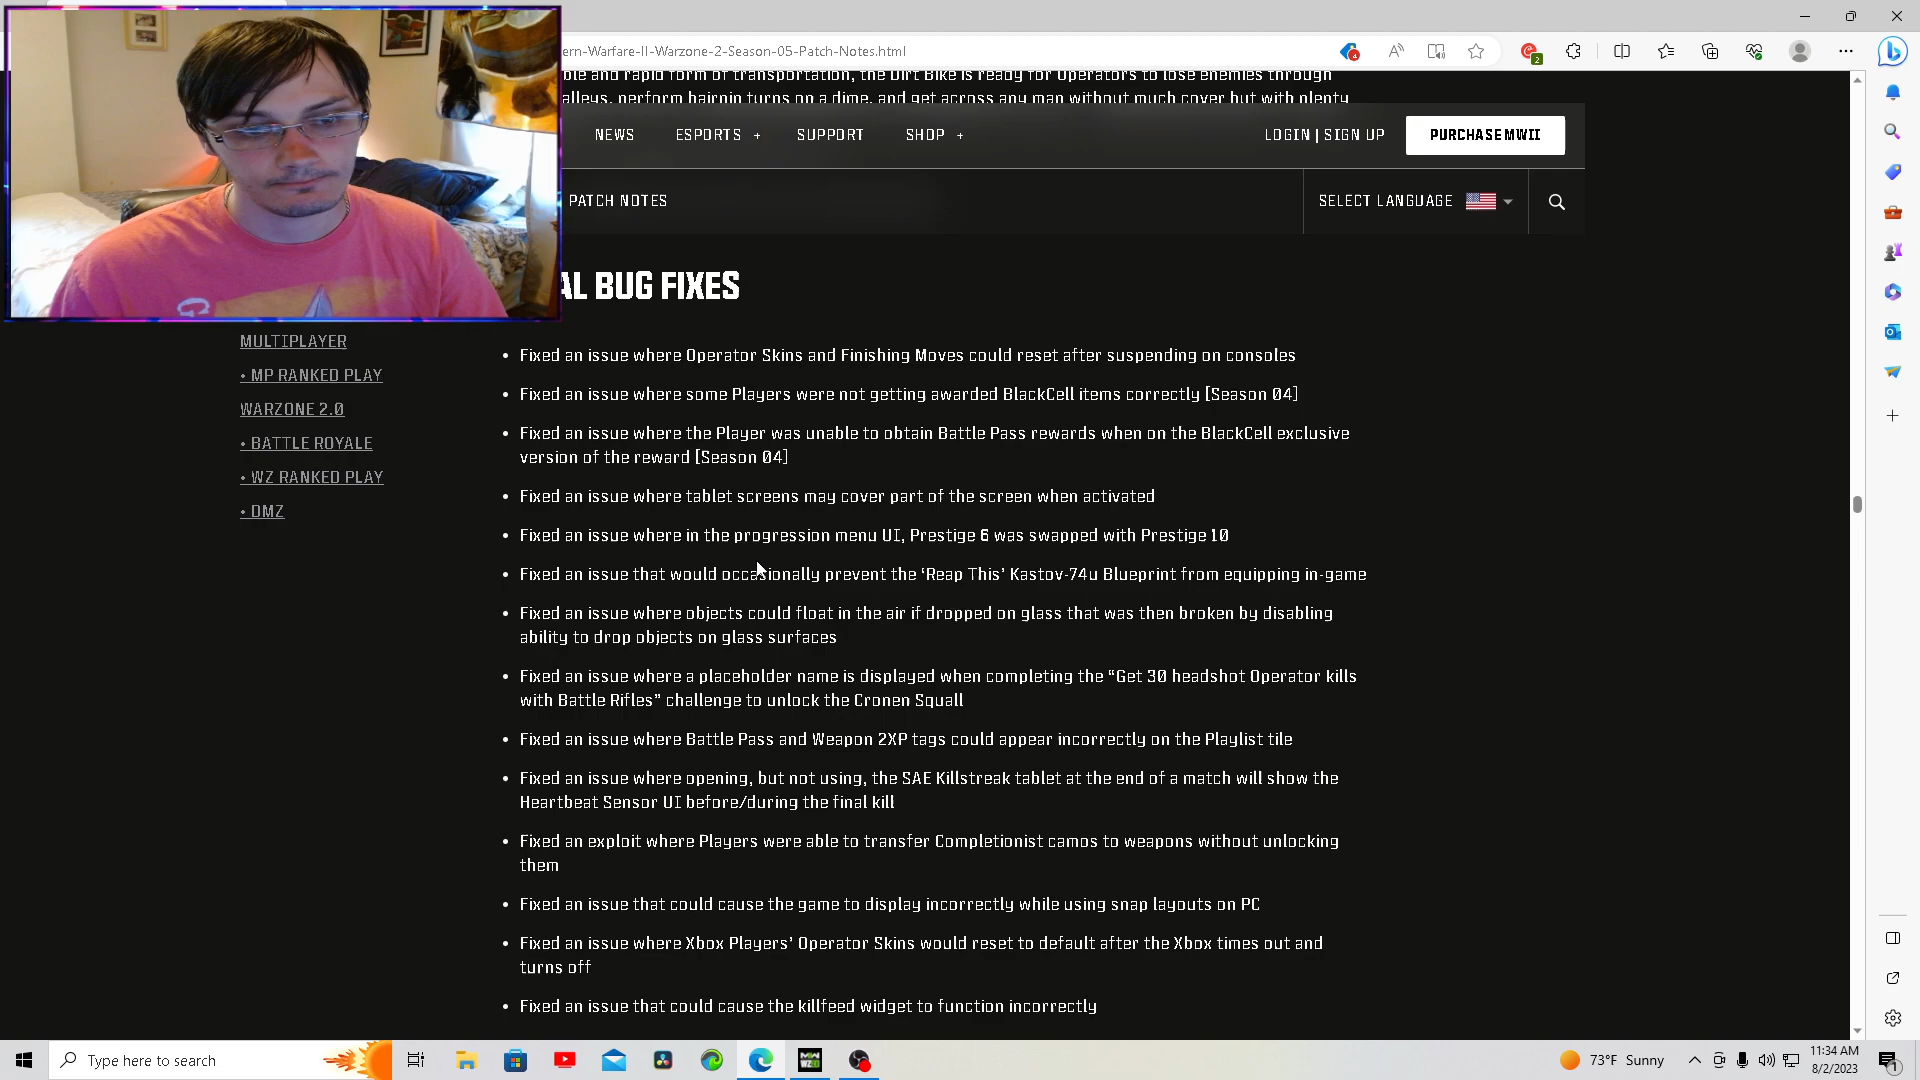 ern-Warfare-II-Warzone-2-Season-05-Patch-Notes.html
ble and rapid form of transportation, the Dirt Bike is ready for Operators to lose enemies through
alleys, perform hairpin turns on a dime, and get across any map without much cover but with plenty
NEWS ESPORTS + SUPPORT SHOP + LOGIN | SIGN UP PURCHASE MWII
PATCH NOTES SELECT LANGUAGE
AL BUG FIXES
MULTIPLAYER
• MP RANKED PLAY
WARZONE 2.0
• BATTLE ROYALE
• WZ RANKED PLAY
• DMZ
• Fixed an issue where Operator Skins and Finishing Moves could reset after suspending on consoles
• Fixed an issue where some Players were not getting awarded BlackCell items correctly [Season 04]
• Fixed an issue where the Player was unable to obtain Battle Pass rewards when on the BlackCell exclusive
version of the reward [Season 04]
• Fixed an issue where tablet screens may cover part of the screen when activated
• Fixed an issue where in the progression menu UI, Prestige 6 was swapped with Prestige 10
• Fixed an issue that would occasionally prevent the ‘Reap This’ Kastov-74u Blueprint from equipping in-game
• Fixed an issue where objects could float in the air if dropped on glass that was then broken by disabling
ability to drop objects on glass surfaces
• Fixed an issue where a placeholder name is displayed when completing the “Get 30 headshot Operator kills
with Battle Rifles” challenge to unlock the Cronen Squall
• Fixed an issue where Battle Pass and Weapon 2XP tags could appear incorrectly on the Playlist tile
• Fixed an issue where opening, but not using, the SAE Killstreak tablet at the end of a match will show the
Heartbeat Sensor UI before/during the final kill
• Fixed an exploit where Players were able to transfer Completionist camos to weapons without unlocking
them
• Fixed an issue that could cause the game to display incorrectly while using snap layouts on PC
• Fixed an issue where Xbox Players’ Operator Skins would reset to default after the Xbox times out and
turns off
• Fixed an issue that could cause the killfeed widget to function incorrectly
Type here to search
73°F Sunny
11:34 AM
8/2/2023